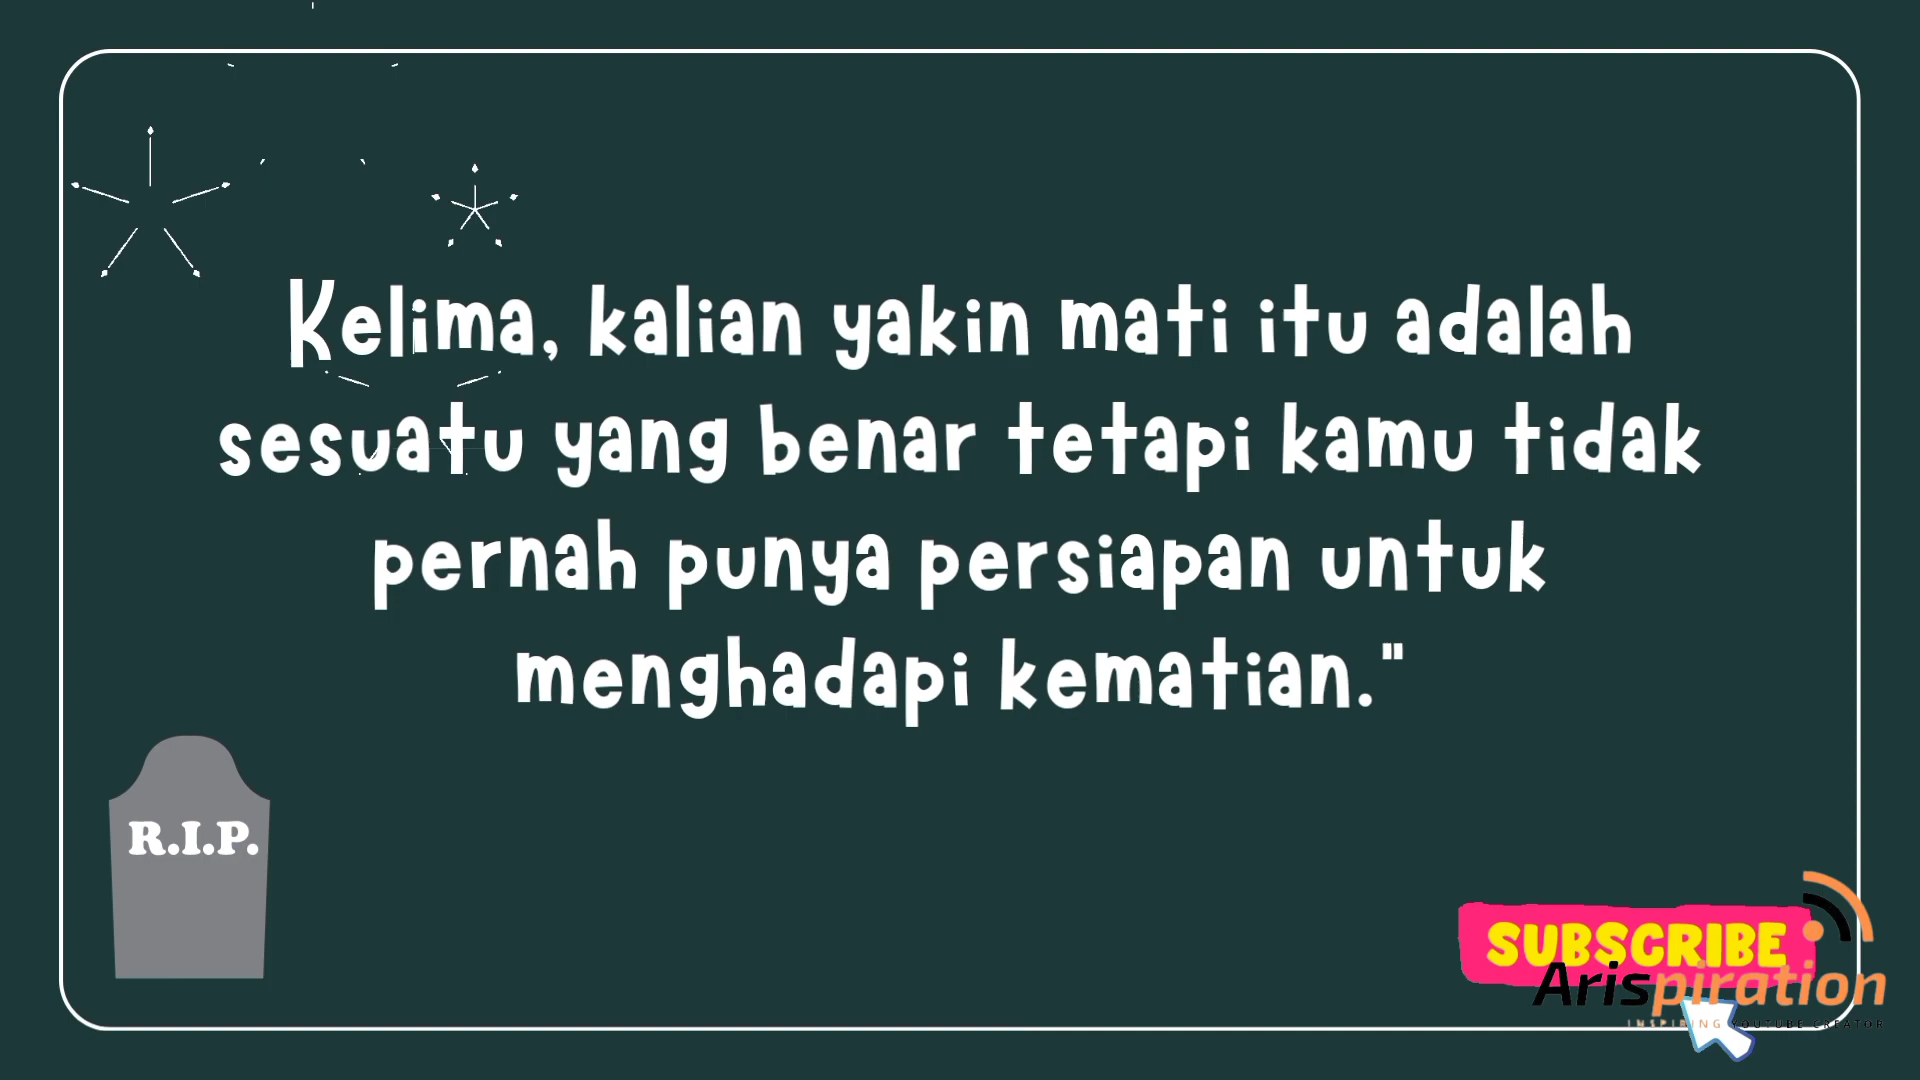 Kelima, kalian yakin mati itu adalah
sesuatu yang benar tetapi kamu tidak
pernah punya persiapan untuk
menghadapi kematian."
R.I.P.
SUBSCRIBE
Arispiration
INSPIRING YOUTUBE CREATOR